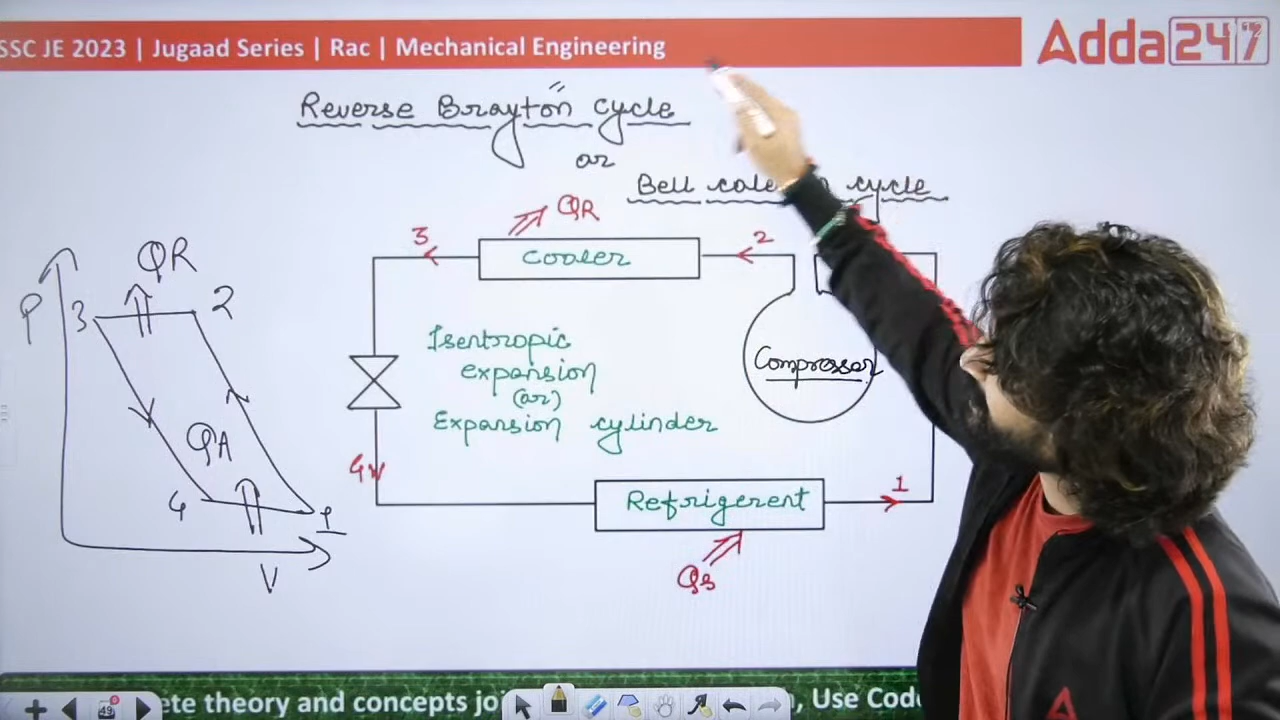 SSC JE 2023 | Jugaad Series | Rac | Mechanical Engineering
Adda247
Reverse Brayton cycle
or
Bell cycle
QR
3
2
Cooler
P
QR
3
2
Isentropic
expansion
(or)
Expansion cylinder
Compressor
QA
4
1
V
4
Refrigerent
1
Qs
49
ete theory and concepts joi
, Use Cod